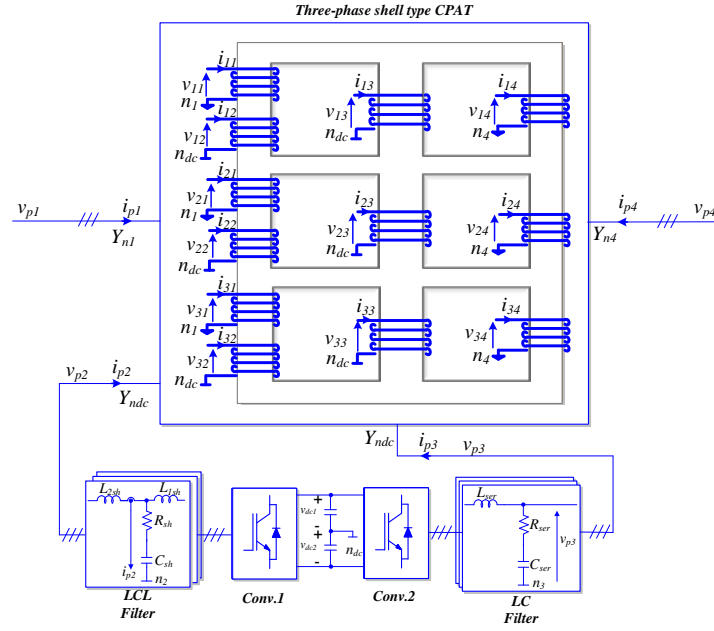 Three-phase shell type CPAT
i11
v11
n1
i12
v12
ndc
i13
v13
ndc
i14
v14
n4
i21
v21
n1
i22
v22
ndc
i23
v23
ndc
i24
v24
n4
i31
v31
n1
i32
v32
ndc
i33
v33
ndc
i34
v34
n4
vp1
ip1
Yn1
ip4
vp4
Yn4
vp2
ip2
Yndc
Yndc
ip3
vp3
L2sh
L1sh
Rsh
Csh
ip2
n2
LCL
Filter
Conv.1
+
vdc1
-
+
vdc2
-
ndc
Conv.2
Lser
Rser
Cser
vp3
n3
LC
Filter